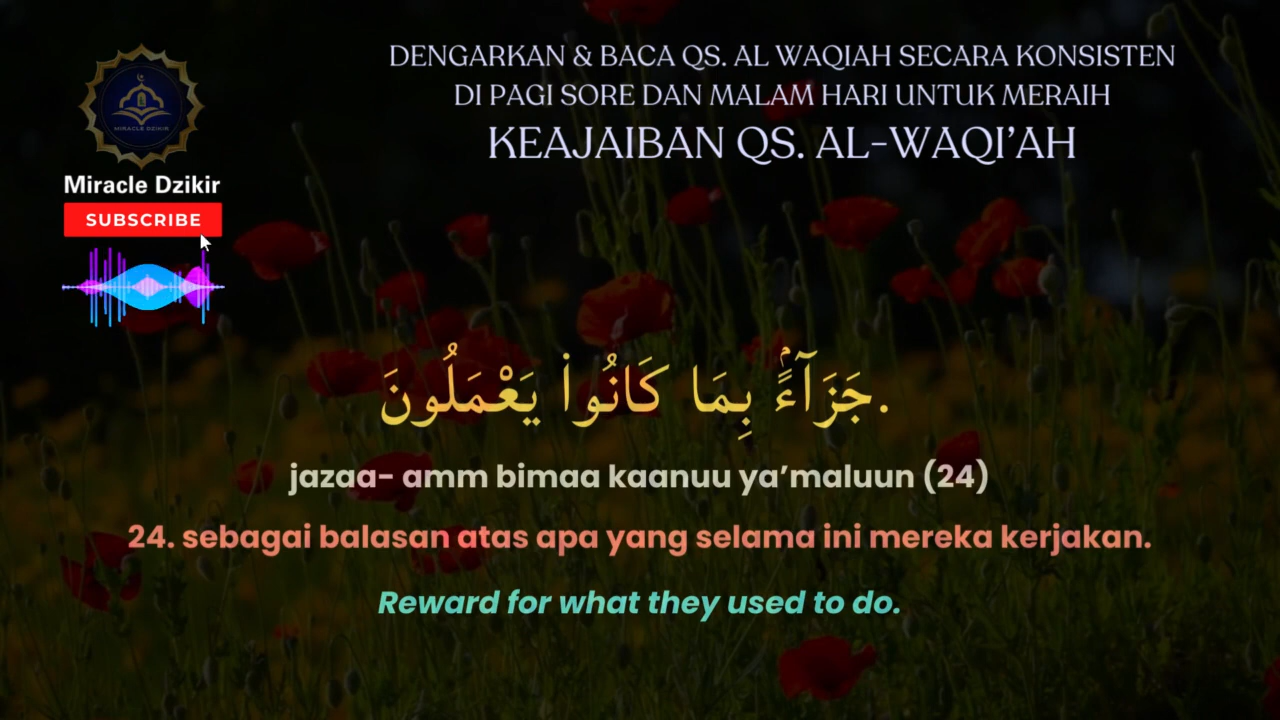 DENGARKAN & BACA QS. AL WAQIAH SECARA KONSISTEN
DI PAGI SORE DAN MALAM HARI UNTUK MERAIH
KEAJAIBAN QS. AL-WAQI'AH
MIRACLE DZIKIR
Miracle Dzikir
SUBSCRIBE
جَزَآءًۢ بِمَا كَانُوا۟ يَعْمَلُونَ.
jazaa- amm bimaa kaanuu ya'maluun (24)
24. sebagai balasan atas apa yang selama ini mereka kerjakan.
Reward for what they used to do.